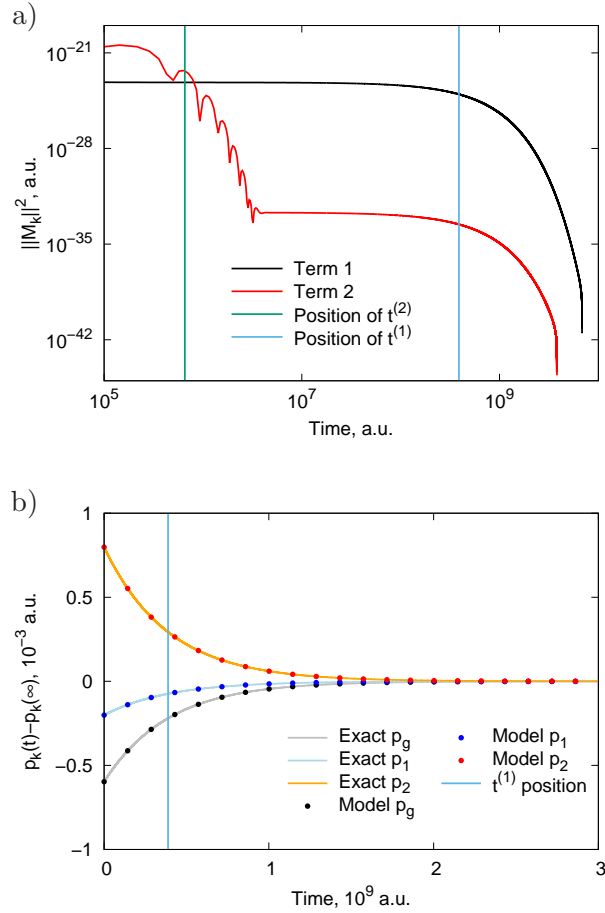 a)
||M_k||^2, a.u.
10^-21
10^-28
10^-35
10^-42
Term 1
Term 2
Position of t^(2)
Position of t^(1)
10^5
10^7
10^9
Time, a.u.
b)
p_k(t)−p_k(∞), 10^−3 a.u.
1
0.5
0
−0.5
−1
Exact p_g
Exact p_1
Exact p_2
Model p_g
Model p_1
Model p_2
t^(1) position
0
1
2
3
Time, 10^9 a.u.